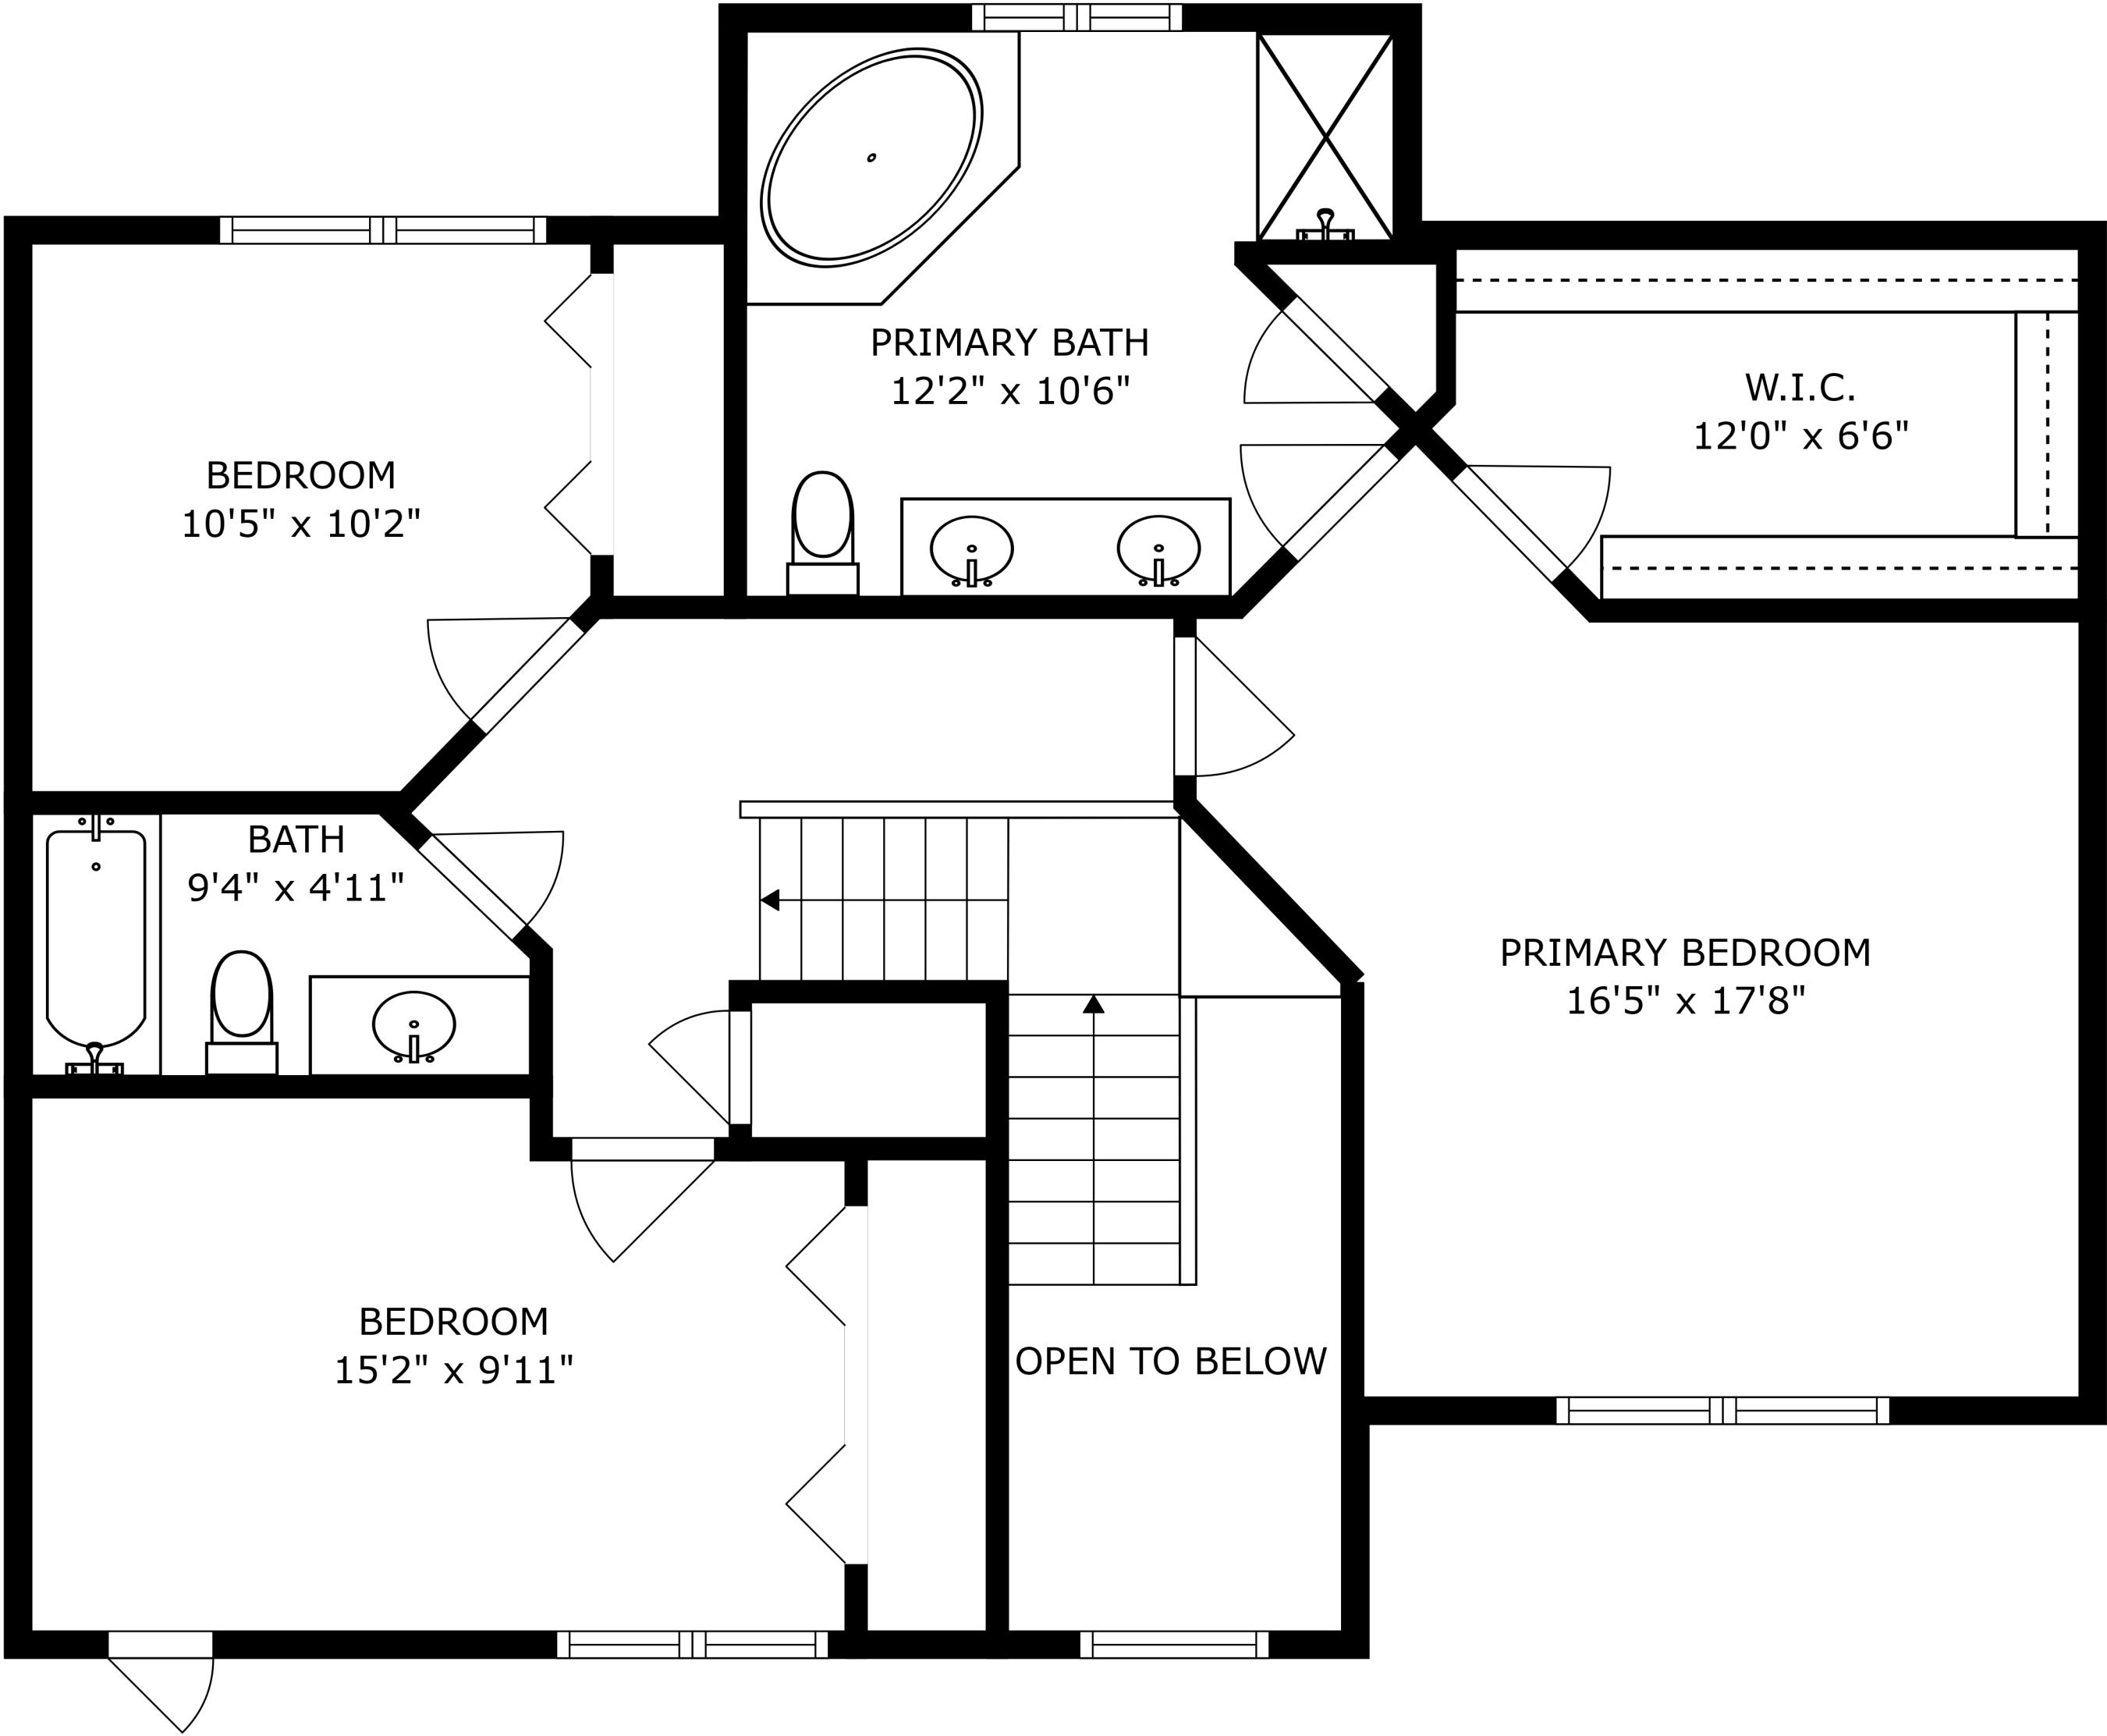 PRIMARY BATH
12'2" x 10'6"
W.I.C.
12'0" x 6'6"
BEDROOM
10'5" x 10'2"
BATH
9'4" x 4'11"
PRIMARY BEDROOM
16'5" x 17'8"
BEDROOM
15'2" x 9'11"
OPEN TO BELOW